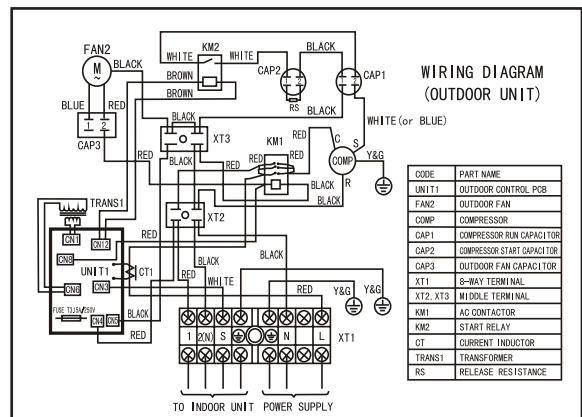 WIRING DIAGRAM
(OUTDOOR UNIT)
FAN2
M
~
BLACK
WHITE
KM2
WHITE
BLACK
CAP2
CAP1
RS
BROWN
BROWN
BLUE
RED
1
2
CAP3
BLACK
BLACK
XT3
BLACK
RED
RED
KM1
RED
RED
RED
C
S
COMP
R
WHITE(or BLUE)
Y&G
BLACK
BLACK
TRANS1
XT2
CN1
CN12
CN8
UNIT1
CT1
CN6
CN3
FUSE T3.15A/250V
CN4
CN5
RED
RED
BLACK
WHITE
BLACK
BLACK
RED
RED
Y&G
Y&G
1
2(N)
S
N
L
XT1
TO INDOOR UNIT
POWER SUPPLY
CODE PART NAME
UNIT1 OUTDOOR CONTROL PCB
FAN2 OUTDOOR FAN
COMP COMPRESSOR
CAP1 COMPRESSOR RUN CAPACITOR
CAP2 COMPRESSOR START CAPACITOR
CAP3 OUTDOOR FAN CAPACITOR
XT1 8-WAY TERMINAL
XT2, XT3 MIDDLE TERMINAL
KM1 AC CONTACTOR
KM2 START RELAY
CT CURRENT INDUCTOR
TRANS1 TRANSFORMER
RS RELEASE RESISTANCE